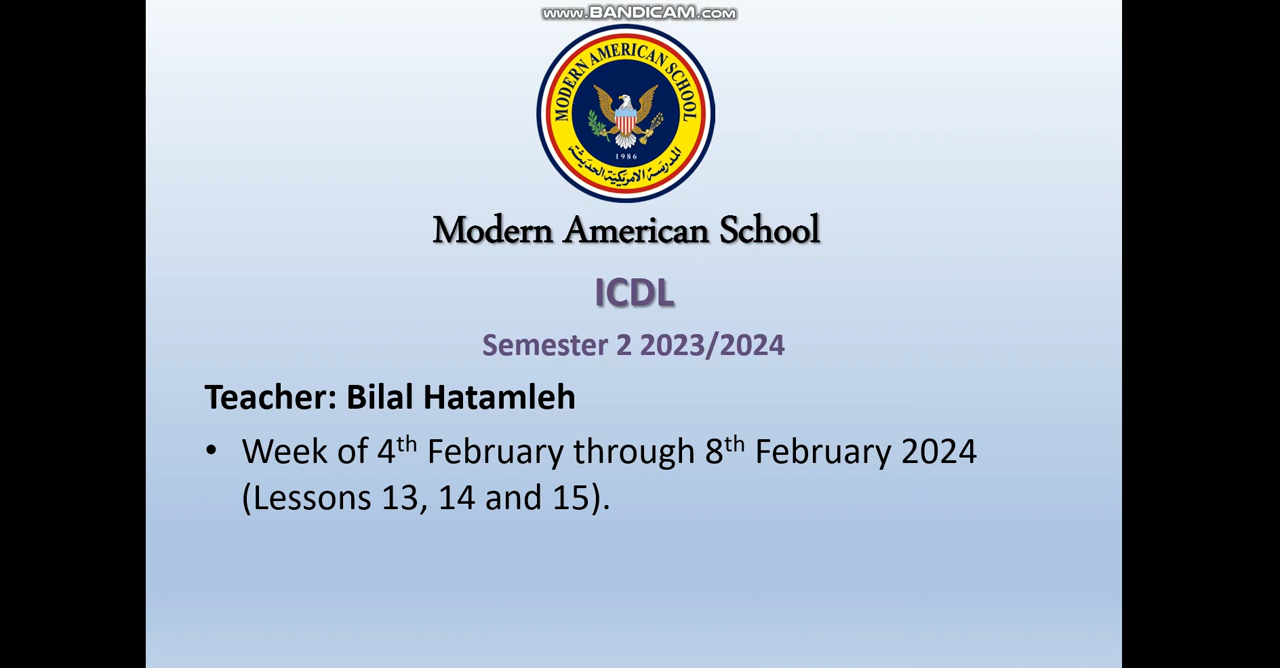 www.BANDICAM.com
MODERN AMERICAN SCHOOL
1986
المدرسة الامريكية الحديثة
Modern American School
ICDL
Semester 2 2023/2024
Teacher: Bilal Hatamleh
• Week of 4th February through 8th February 2024
(Lessons 13, 14 and 15).